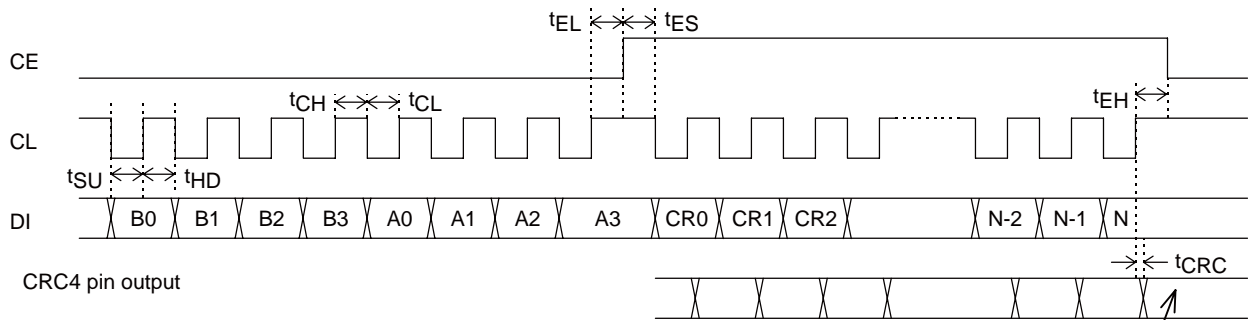 tEL tES
CE
tCH tCL tEH
CL
tSU tHD
DI B0 B1 B2 B3 A0 A1 A2 A3 CR0 CR1 CR2 N-2 N-1 N
tCRC
CRC4 pin output